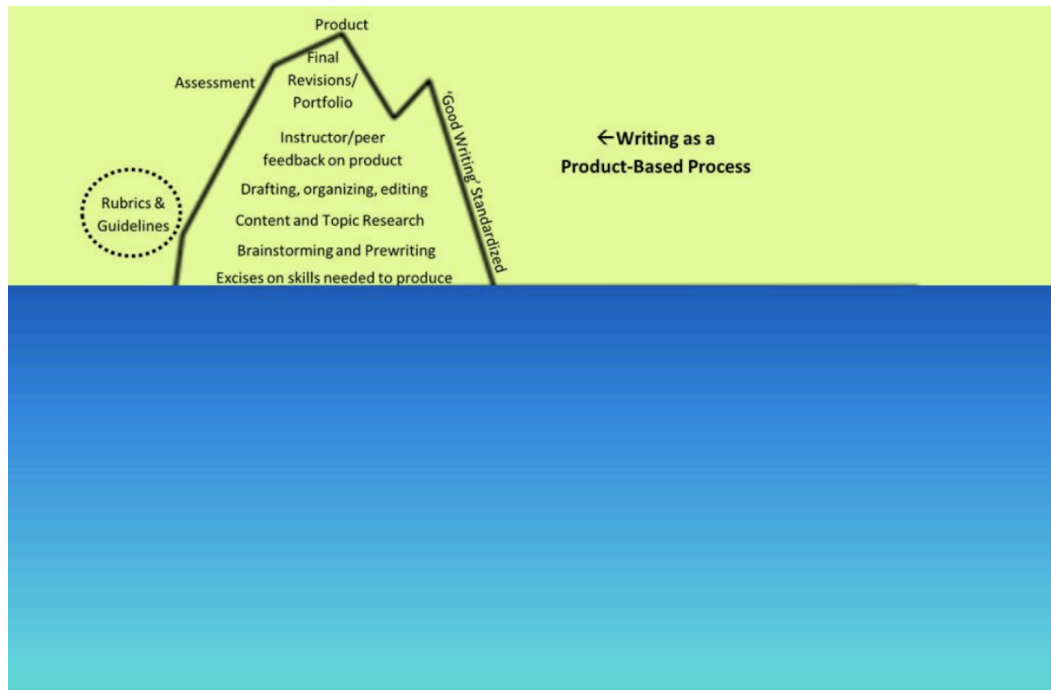 Product
Assessment
Final
Revisions/
Portfolio
Instructor/peer
feedback on product
Drafting, organizing, editing
Content and Topic Research
Brainstorming and Prewriting
Excises on skills needed to produce
Rubrics &
Guidelines
'Good Writing' Standardized
←Writing as a
Product-Based Process